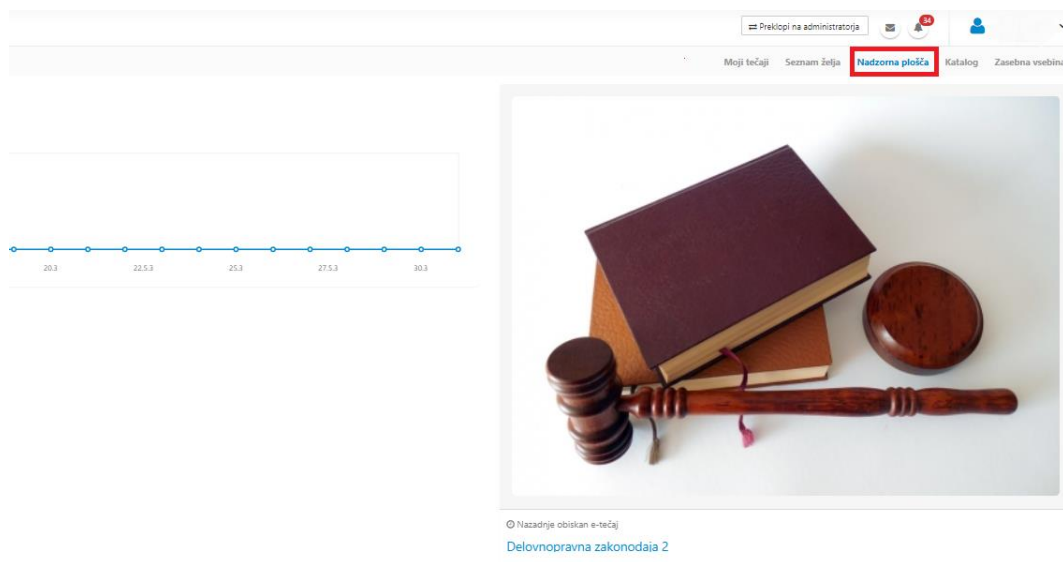 Preklopi na administratorja 34
Moji tečaji Seznam želja Nadzorna plošča Katalog Zasebna vsebina
20.3 22.5.3 25.3 27.5.3 30.3
Nazadnje obiskan e-tečaj
Delovnopravna zakonodaja 2